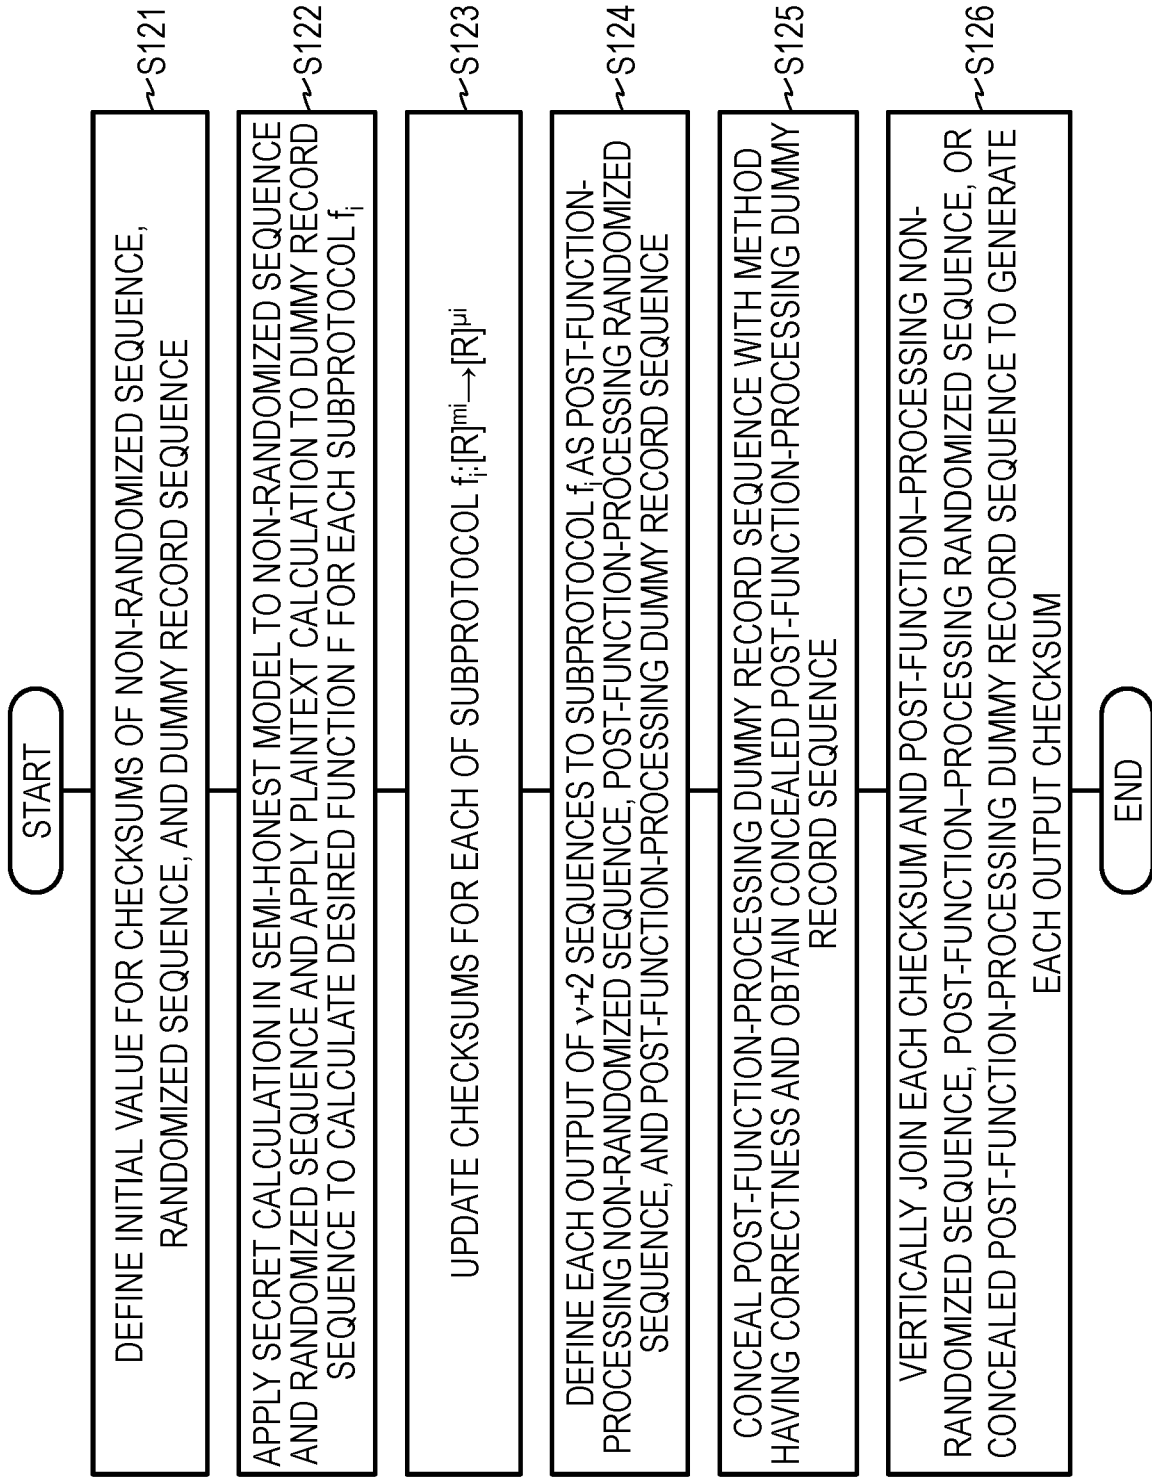 START
DEFINE INITIAL VALUE FOR CHECKSUMS OF NON-RANDOMIZED SEQUENCE,
RANDOMIZED SEQUENCE, AND DUMMY RECORD SEQUENCE
S121
APPLY SECRET CALCULATION IN SEMI-HONEST MODEL TO NON-RANDOMIZED SEQUENCE
AND RANDOMIZED SEQUENCE AND APPLY PLAINTEXT CALCULATION TO DUMMY RECORD
SEQUENCE TO CALCULATE DESIRED FUNCTION F FOR EACH SUBPROTOCOL fi
S122
UPDATE CHECKSUMS FOR EACH OF SUBPROTOCOL fi:[R]mi→[R]μi
S123
DEFINE EACH OUTPUT OF ν+2 SEQUENCES TO SUBPROTOCOL fi AS POST-FUNCTION-
PROCESSING NON-RANDOMIZED SEQUENCE, POST-FUNCTION-PROCESSING RANDOMIZED
SEQUENCE, AND POST-FUNCTION-PROCESSING DUMMY RECORD SEQUENCE
S124
CONCEAL POST-FUNCTION-PROCESSING DUMMY RECORD SEQUENCE WITH METHOD
HAVING CORRECTNESS AND OBTAIN CONCEALED POST-FUNCTION-PROCESSING DUMMY
RECORD SEQUENCE
S125
VERTICALLY JOIN EACH CHECKSUM AND POST-FUNCTION–PROCESSING NON-
RANDOMIZED SEQUENCE, POST-FUNCTION–PROCESSING RANDOMIZED SEQUENCE, OR
CONCEALED POST-FUNCTION-PROCESSING DUMMY RECORD SEQUENCE TO GENERATE
EACH OUTPUT CHECKSUM
S126
END